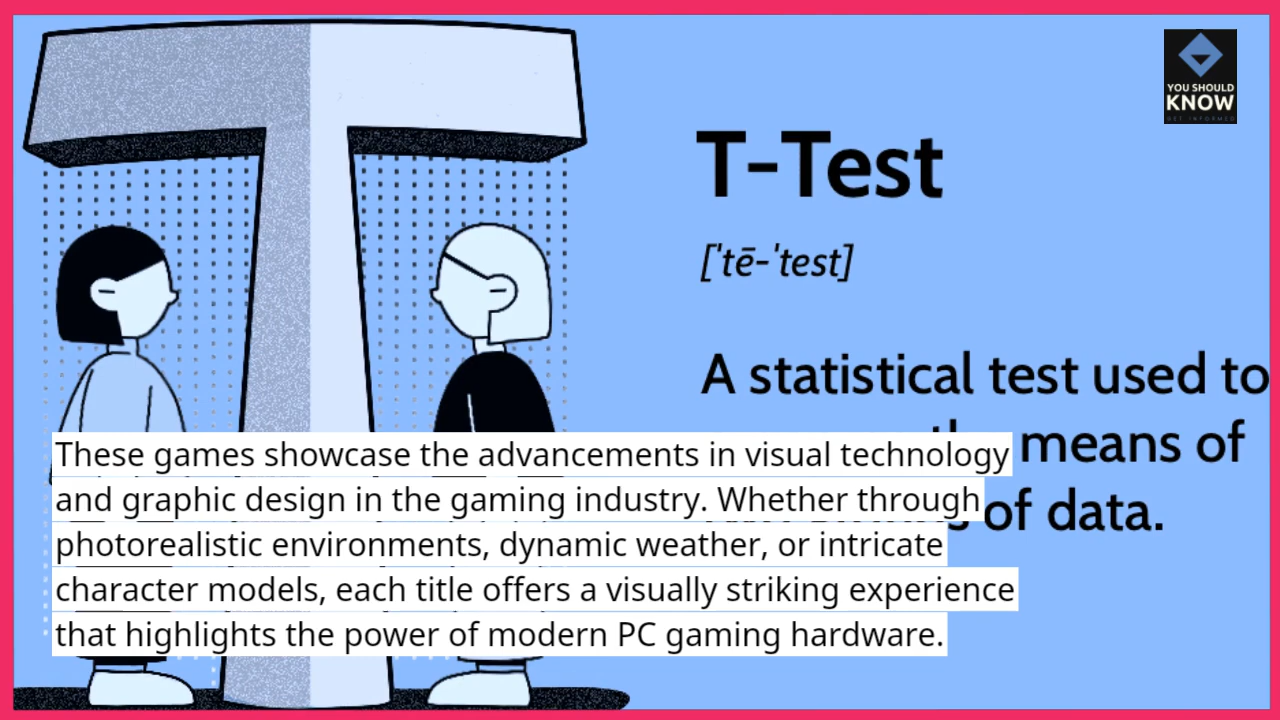 YOU SHOULD
KNOW
GET INFORMED
T-Test
[ˈtē-ˈtest]
A statistical test used to
means of
of data.
These games showcase the advancements in visual technology
and graphic design in the gaming industry. Whether through
photorealistic environments, dynamic weather, or intricate
character models, each title offers a visually striking experience
that highlights the power of modern PC gaming hardware.